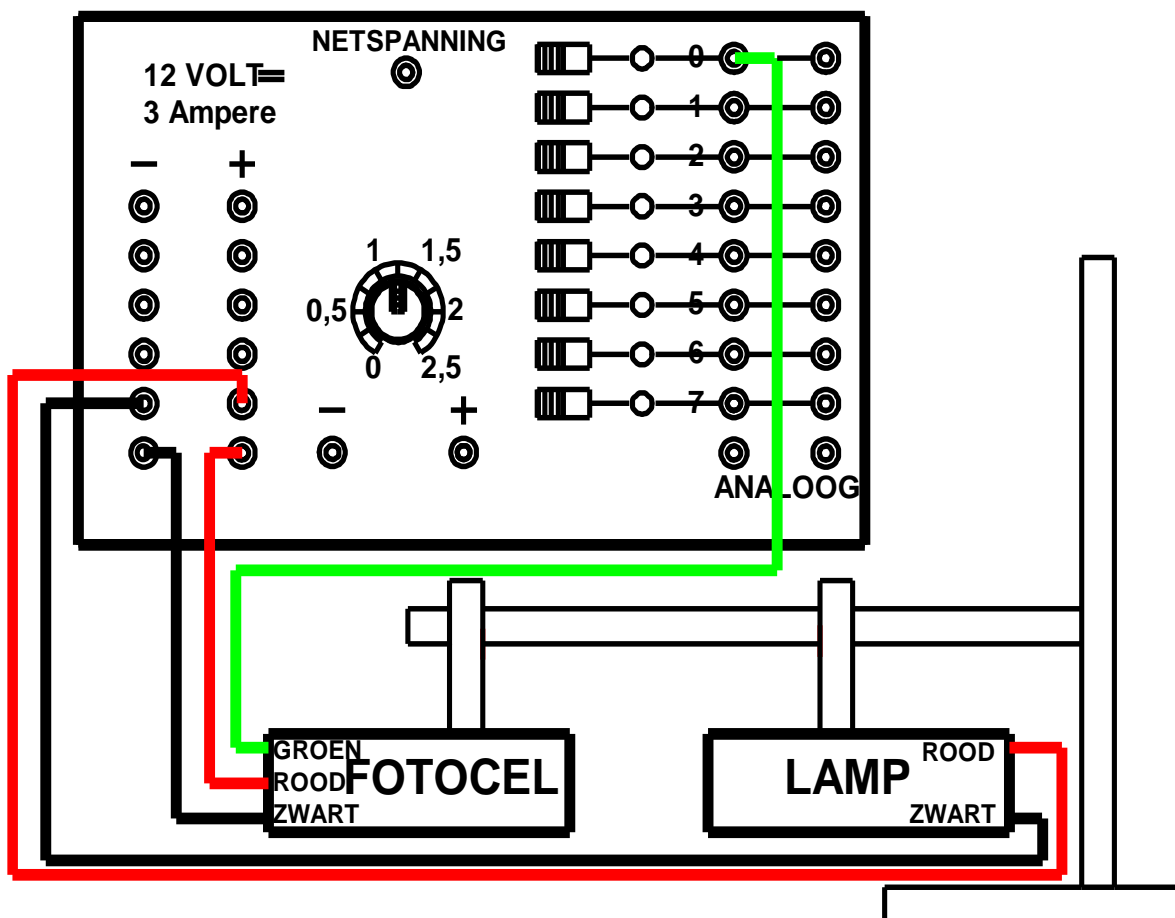 NETSPANNING
12 VOLT=
3 Ampere
− +
0
1
2
3
4
5
6
7
1 1,5
0,5 2
0 2,5
− +
ANALOOG
GROEN
ROOD
ZWART
FOTOCEL
LAMP
ROOD
ZWART